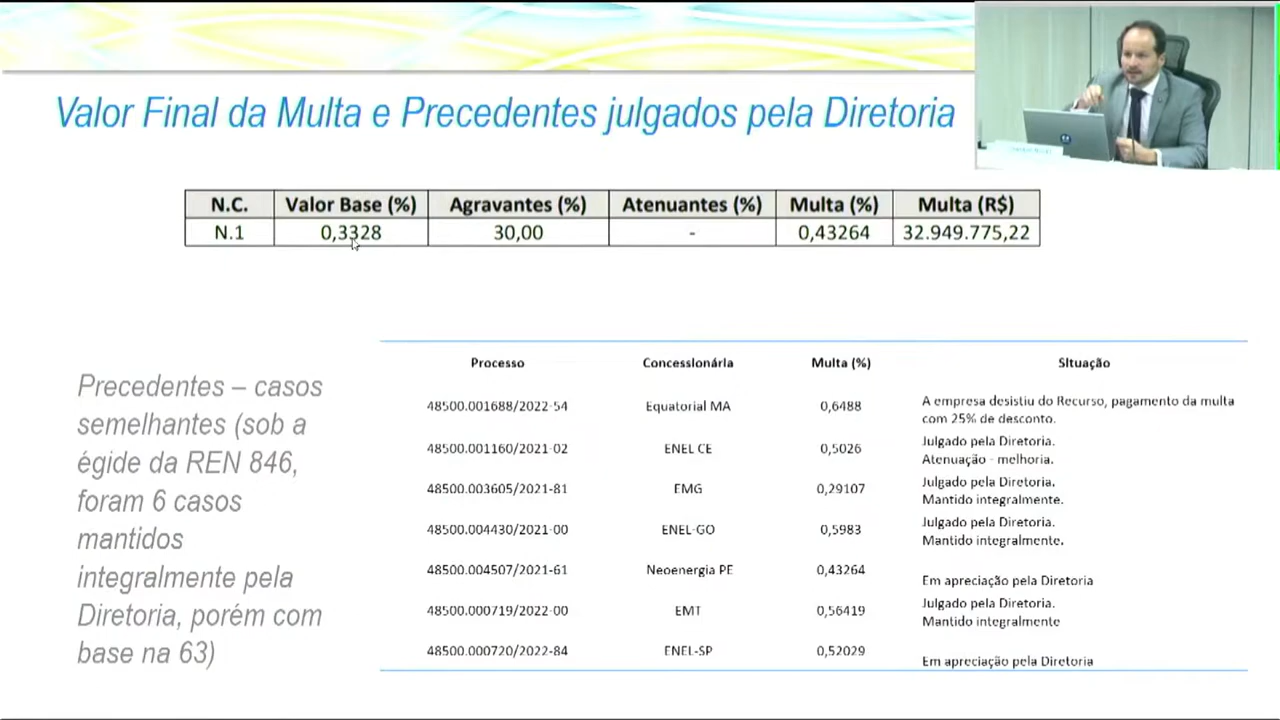 Valor Final da Multa e Precedentes julgados pela Diretoria
N.C. Valor Base (%) Agravantes (%) Atenuantes (%) Multa (%) Multa (R$)
N.1 0,3328 30,00 - 0,43264 32.949.775,22
Precedentes – casos
semelhantes (sob a
égide da REN 846,
foram 6 casos
mantidos
integralmente pela
Diretoria, porém com
base na 63)
Processo Concessionária Multa (%) Situação
48500.001688/2022-54 Equatorial MA 0,6488 A empresa desistiu do Recurso, pagamento da multa
com 25% de desconto.
48500.001160/2021-02 ENEL CE 0,5026 Julgado pela Diretoria.
Atenuação - melhoria.
48500.003605/2021-81 EMG 0,29107 Julgado pela Diretoria.
Mantido integralmente.
48500.004430/2021-00 ENEL-GO 0,5983 Julgado pela Diretoria.
Mantido integralmente.
48500.004507/2021-61 Neoenergia PE 0,43264 Em apreciação pela Diretoria
48500.000719/2022-00 EMT 0,56419 Julgado pela Diretoria.
Mantido integralmente
48500.000720/2022-84 ENEL-SP 0,52029 Em apreciação pela Diretoria